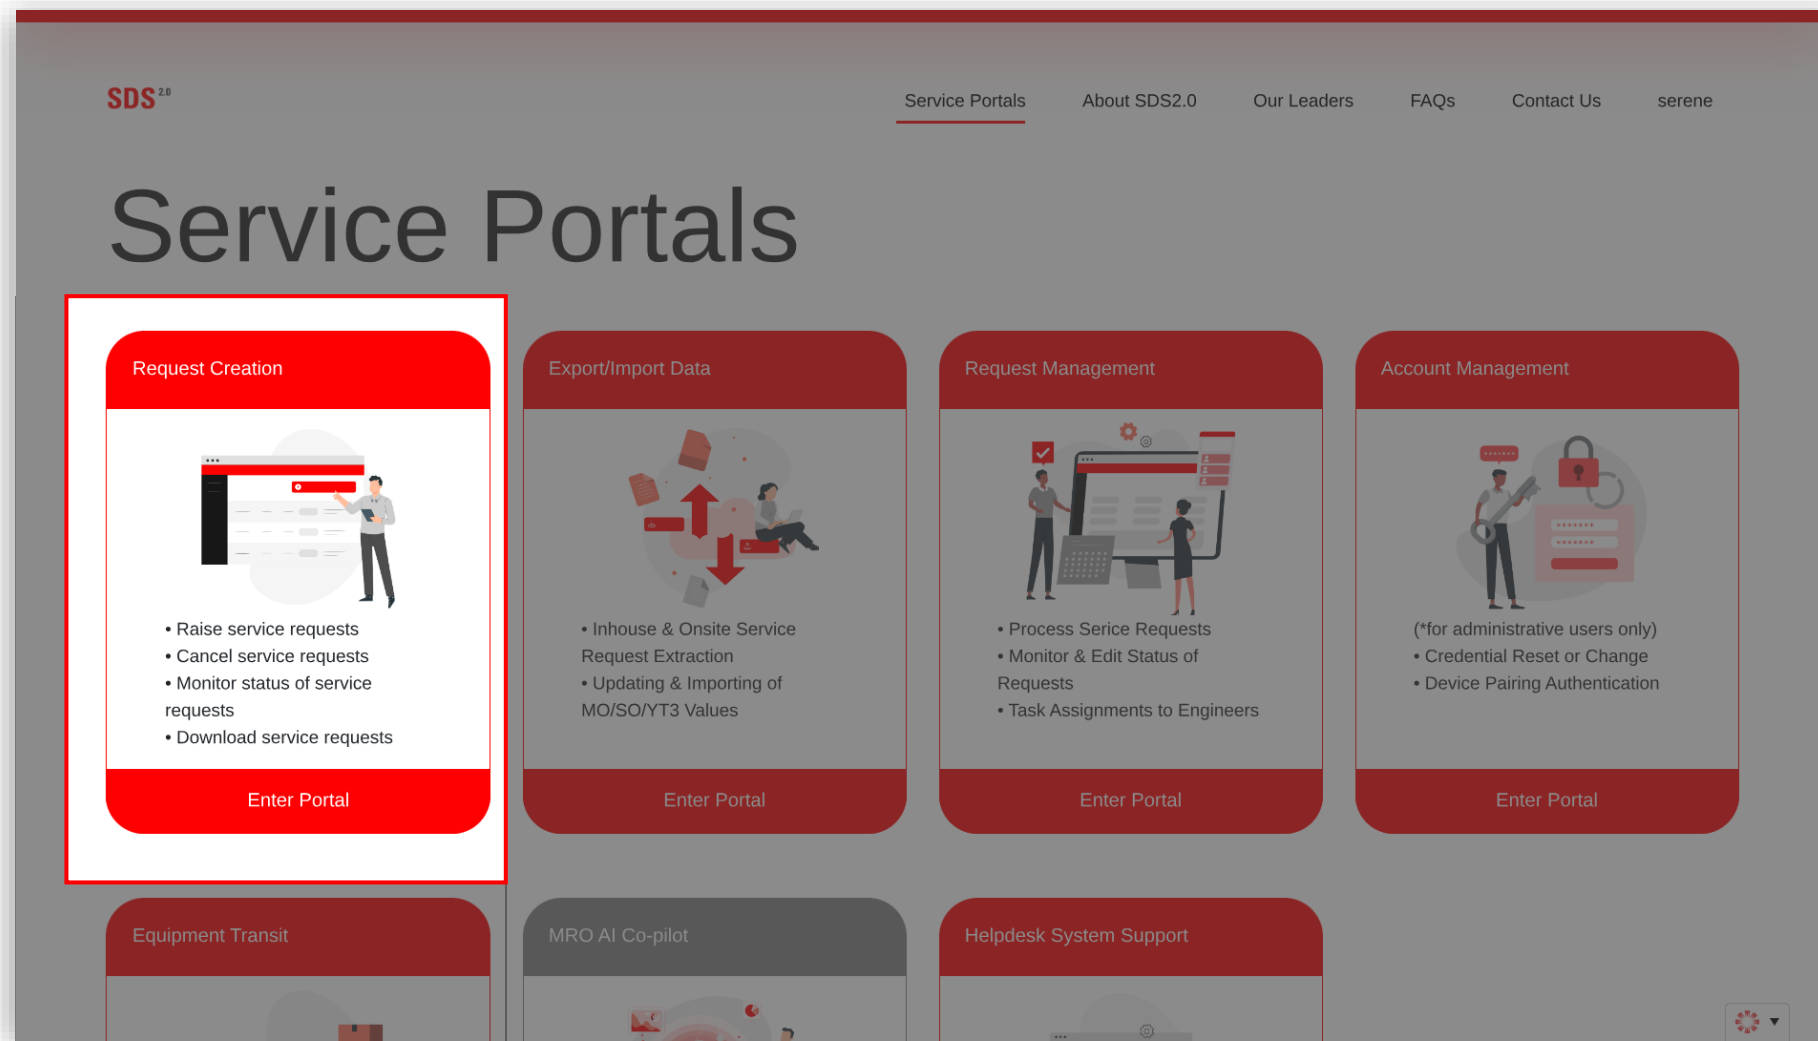 SDS 2.0
Service Portals
About SDS2.0
Our Leaders
FAQs
Contact Us
serene
Service Portals
Request Creation
• Raise service requests
• Cancel service requests
• Monitor status of service
requests
• Download service requests
Enter Portal
Export/Import Data
• Inhouse & Onsite Service
Request Extraction
• Updating & Importing of
MO/SO/YT3 Values
Enter Portal
Request Management
• Process Serice Requests
• Monitor & Edit Status of
Requests
• Task Assignments to Engineers
Enter Portal
Account Management
(*for administrative users only)
• Credential Reset or Change
• Device Pairing Authentication
Enter Portal
Equipment Transit
MRO AI Co-pilot
Helpdesk System Support